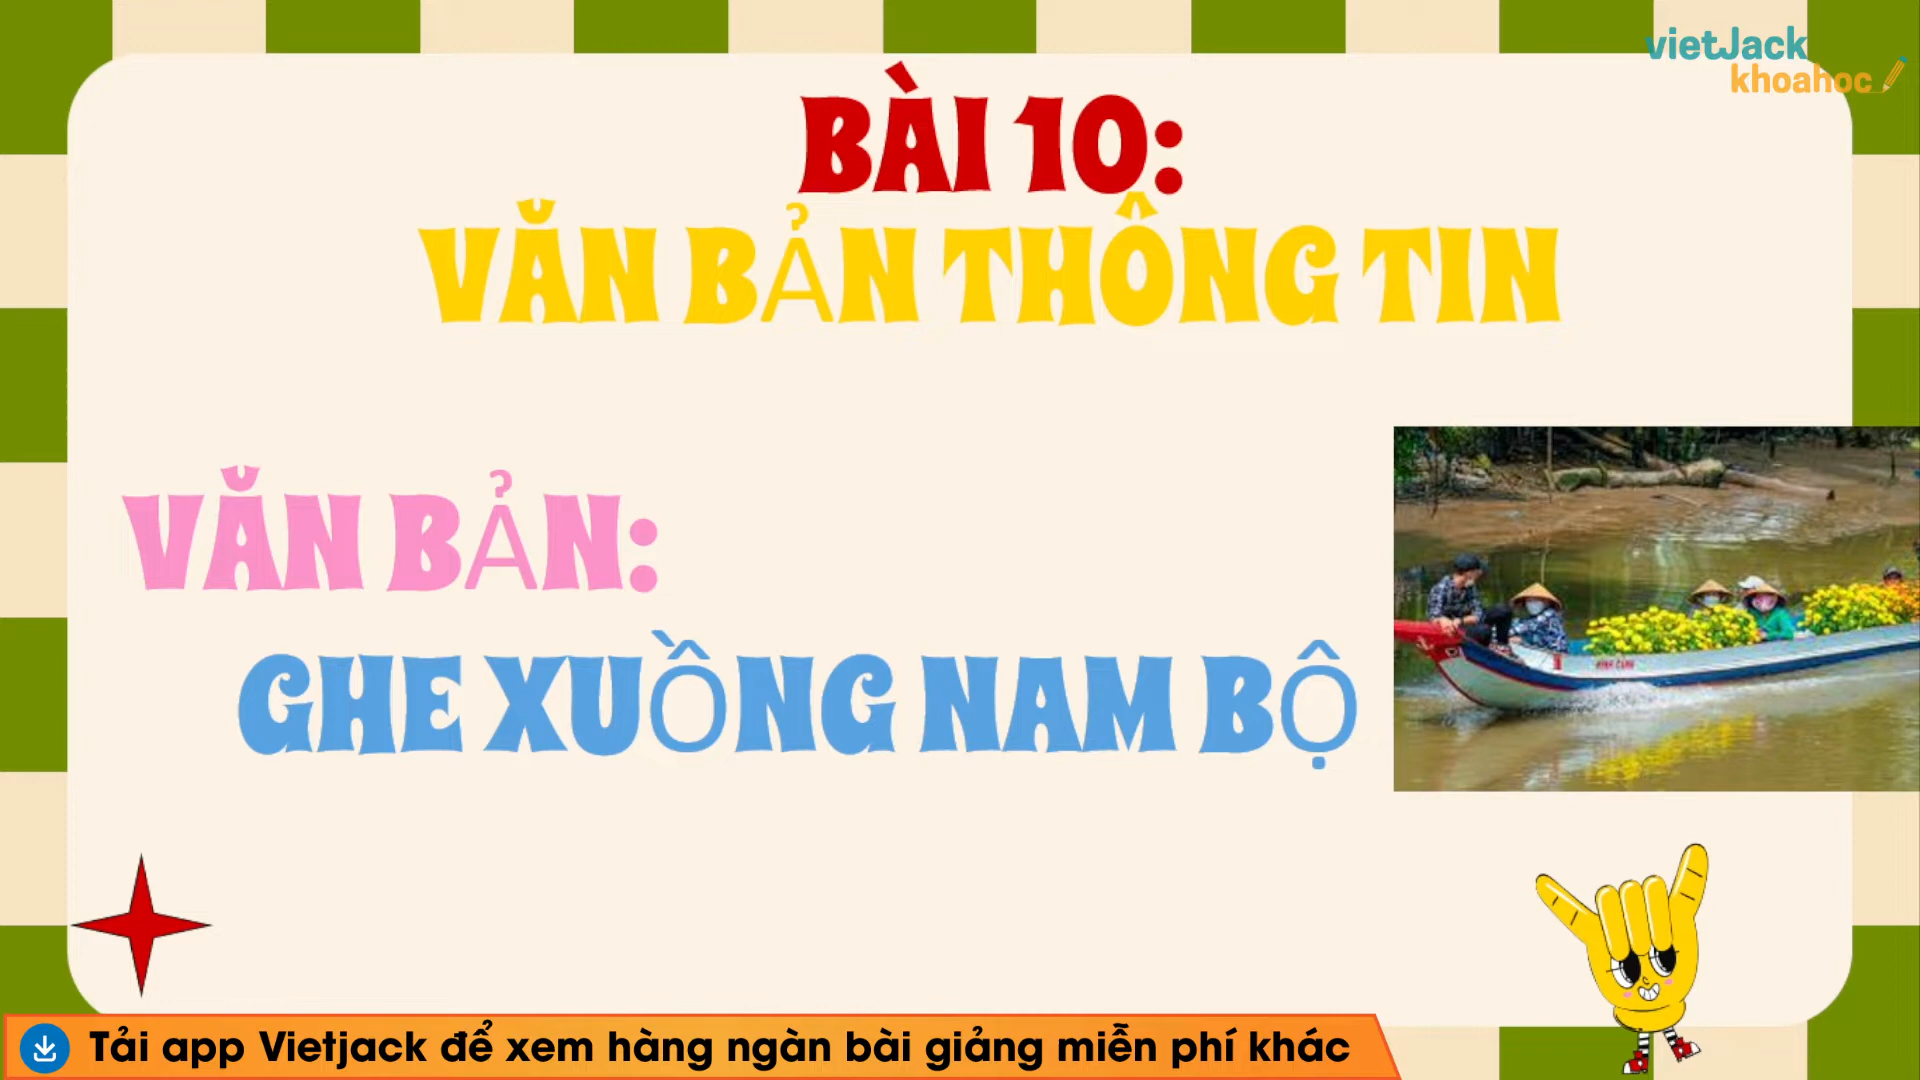 vietJack
khoahoc
BÀI 10:
VĂN BẢN THÔNG TIN
VĂN BẢN:
GHE XUỒNG NAM BỘ
Tải app Vietjack để xem hàng ngàn bài giảng miễn phí khác